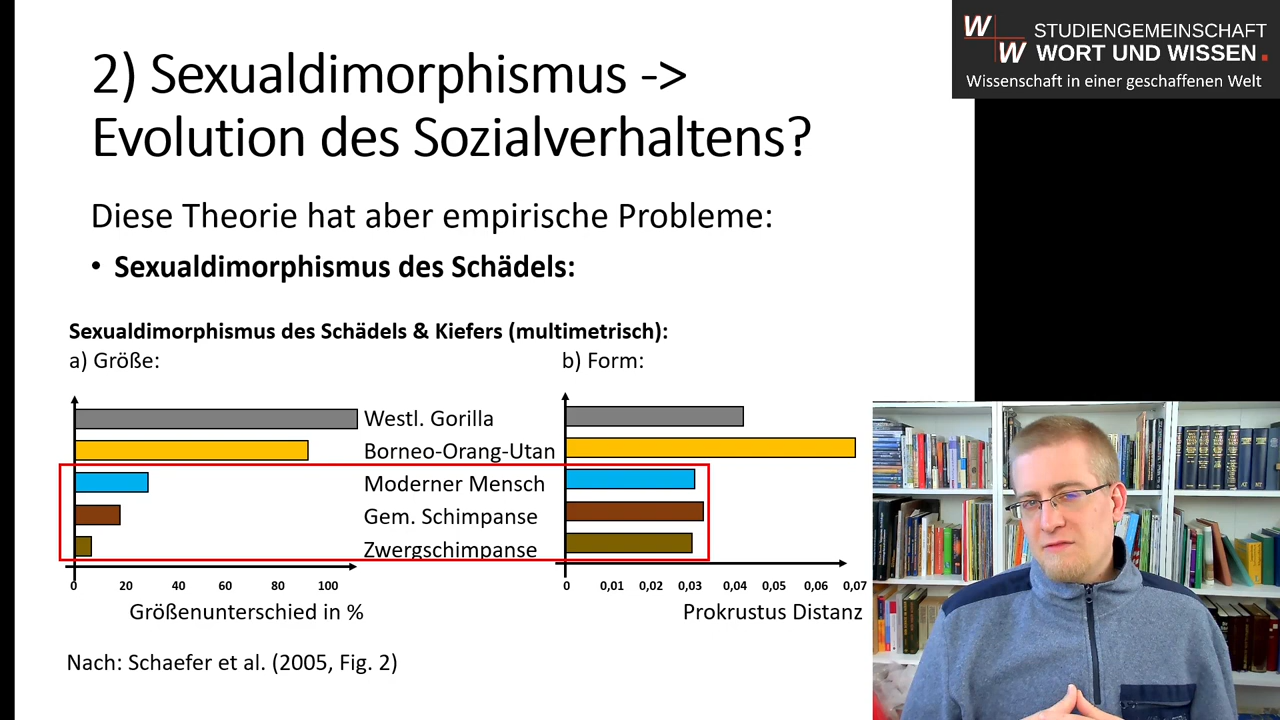 W
W
STUDIENGEMEINSCHAFT
WORT UND WISSEN.
Wissenschaft in einer geschaffenen Welt
2) Sexualdimorphismus ->
Evolution des Sozialverhaltens?
Diese Theorie hat aber empirische Probleme:
• Sexualdimorphismus des Schädels:
Sexualdimorphismus des Schädels & Kiefers (multimetrisch):
a) Größe:
b) Form:
Westl. Gorilla
Borneo-Orang-Utan
Moderner Mensch
Gem. Schimpanse
Zwergschimpanse
0 20 40 60 80 100
0 0,01 0,02 0,03 0,04 0,05 0,06 0,07
Größenunterschied in %
Prokrustus Distanz
Nach: Schaefer et al. (2005, Fig. 2)